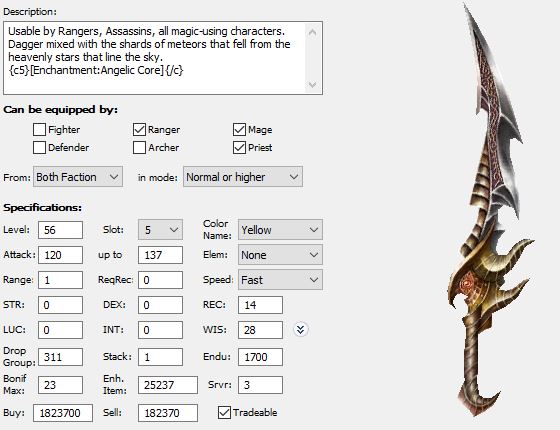 Description:
Usable by Rangers, Assassins, all magic-using characters.
Dagger mixed with the shards of meteors that fell from the
heavenly stars that line the sky.
{c5}[Enchantment:Angelic Core]{/c}
Can be equipped by:
Fighter Ranger Mage
Defender Archer Priest
From: Both Faction in mode: Normal or higher
Specifications:
Level: 56 Slot: 5 Color Name: Yellow
Attack: 120 up to 137 Elem: None
Range: 1 ReqRec: 0 Speed: Fast
STR: 0 DEX: 0 REC: 14
LUC: 0 INT: 0 WIS: 28
Drop Group: 311 Stack: 1 Endu: 1700
Bonif Max: 23 Enh. Item: 25237 Srvr: 3
Buy: 1823700 Sell: 182370 Tradeable